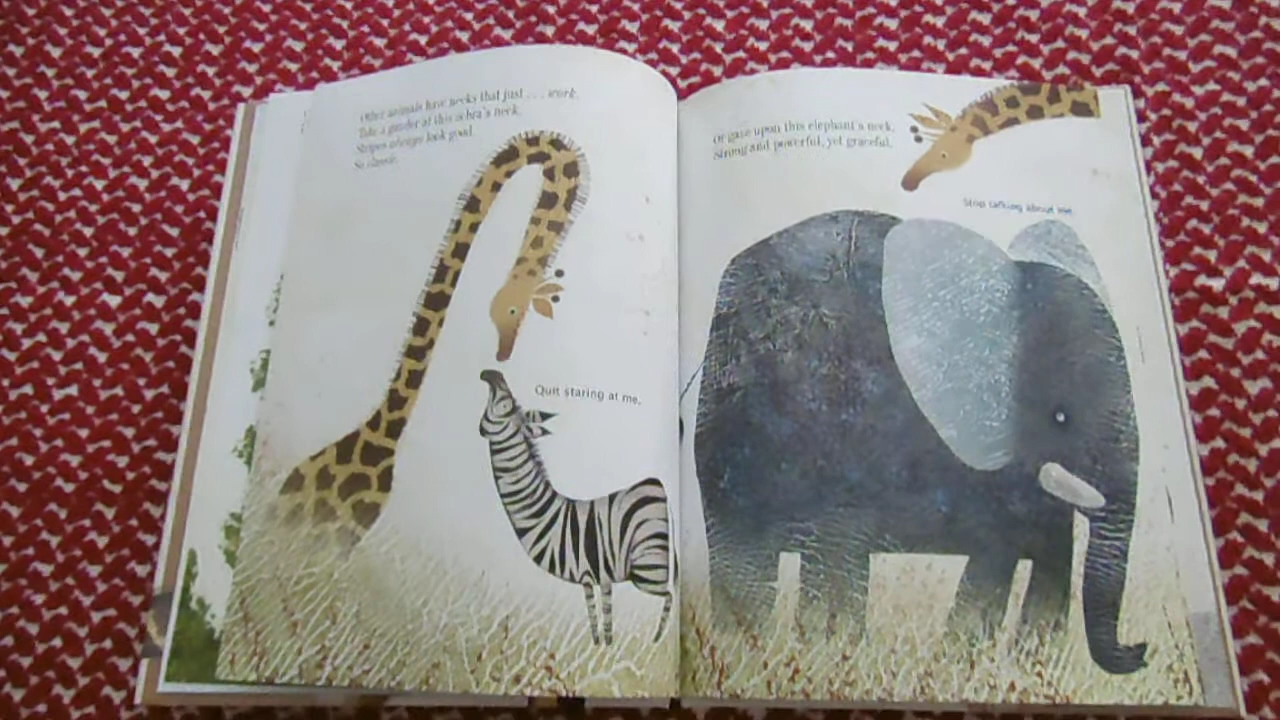 Other animals have necks that just . . . work.
Take a gander at this zebra's neck.
Stripes always look good.
So classic.
Quit staring at me.
Or gaze upon this elephant's neck.
Strong and powerful, yet graceful.
Stop talking about me.